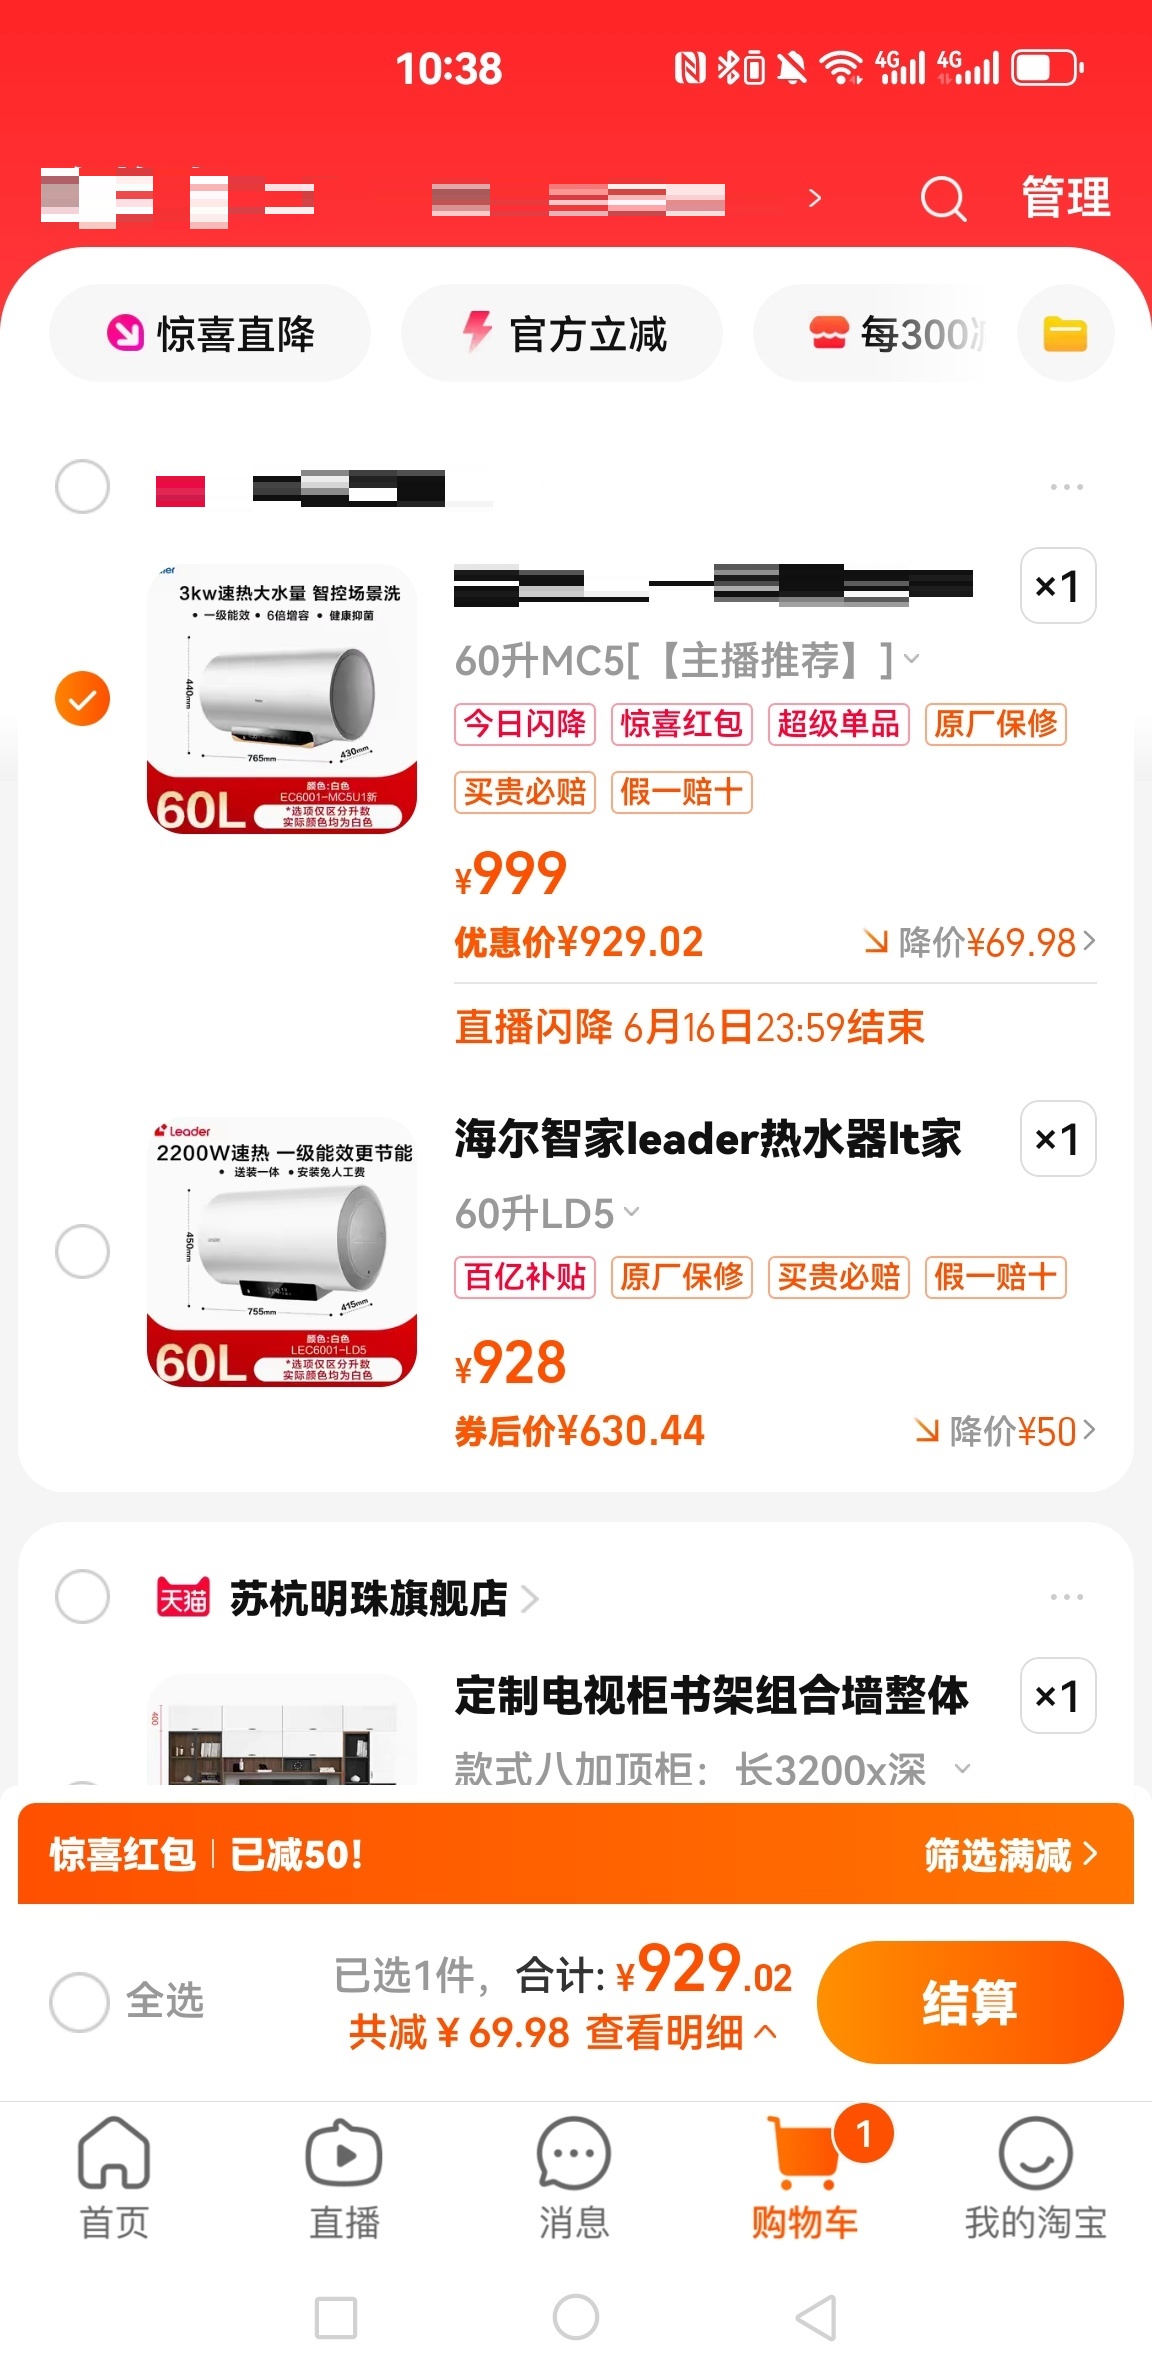 10:38
4G 4G
管理
惊喜直降
官方立减
每300减
3kw速热大水量 智控场景洗
• 一级能效 • 6倍增容 • 健康抑菌
440mm
765mm
430mm
颜色:白色
EC6001-MC5U1新
60L
*选项仅区分升数
实际颜色均为白色
×1
60升MC5[【主播推荐】]
今日闪降 惊喜红包 超级单品 原厂保修
买贵必赔 假一赔十
¥999
优惠价¥929.02
降价¥69.98
直播闪降 6月16日23:59结束
Leader
2200W速热 一级能效更节能
• 送装一体 • 安装免人工费
450mm
755mm
415mm
颜色:白色
LEC6001-LD5
60L
*选项仅区分升数
实际颜色均为白色
海尔智家leader热水器lt家
×1
60升LD5
百亿补贴 原厂保修 买贵必赔 假一赔十
¥928
券后价¥630.44
降价¥50
天猫 苏杭明珠旗舰店
400
定制电视柜书架组合墙整体
×1
款式八加顶柜：长3200x深
惊喜红包 已减50!
筛选满减
全选
已选1件，合计: ¥929.02
共减￥69.98 查看明细
结算
首页
直播
消息
1
购物车
我的淘宝